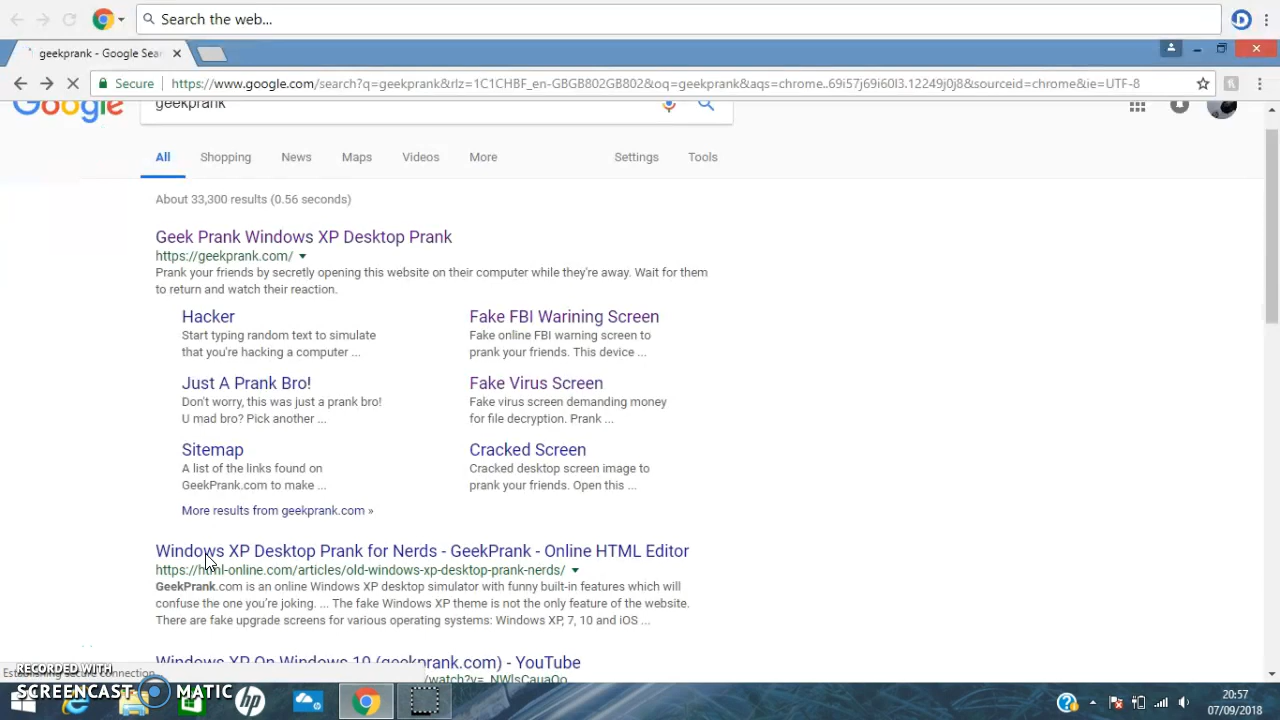 Search the web...
geekprank - Google Sea
Secure https://www.google.com/search?q=geekprank&rlz=1C1CHBF_en-GBGB802GB802&oq=geekprank&aqs=chrome..69i57j69i60l3.12249j0j8&sourceid=chrome&ie=UTF-8
Google geekprank
All Shopping News Maps Videos More Settings Tools
About 33,300 results (0.56 seconds)
Geek Prank Windows XP Desktop Prank
https://geekprank.com/
Prank your friends by secretly opening this website on their computer while they're away. Wait for them
to return and watch their reaction.
Hacker
Start typing random text to simulate
that you're hacking a computer ...
Fake FBI Warining Screen
Fake online FBI warning screen to
prank your friends. This device ...
Just A Prank Bro!
Don't worry, this was just a prank bro!
U mad bro? Pick another ...
Fake Virus Screen
Fake virus screen demanding money
for file decryption. Prank ...
Sitemap
A list of the links found on
GeekPrank.com to make ...
Cracked Screen
Cracked desktop screen image to
prank your friends. Open this ...
More results from geekprank.com »
Windows XP Desktop Prank for Nerds - GeekPrank - Online HTML Editor
https://html-online.com/articles/old-windows-xp-desktop-prank-nerds/
GeekPrank.com is an online Windows XP desktop simulator with funny built-in features which will
confuse the one you're joking. ... The fake Windows XP theme is not the only feature of the website.
There are fake upgrade screens for various operating systems: Windows XP, 7, 10 and iOS ...
Windows XP On Windows 10 (geekprank.com) - YouTube
/watch?v=_NWlsCauaQo
Establishing secure connection...
RECORDED WITH
SCREENCAST MATIC
hp
20:57
07/09/2018